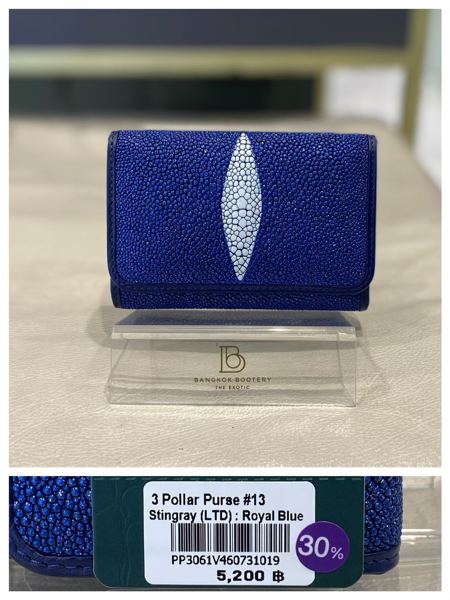 B
BANGKOK BOOTERY
THE EXOTIC
3 Pollar Purse #13
Stingray (LTD) : Royal Blue
PP3061V460731019
5,200 ฿
30%